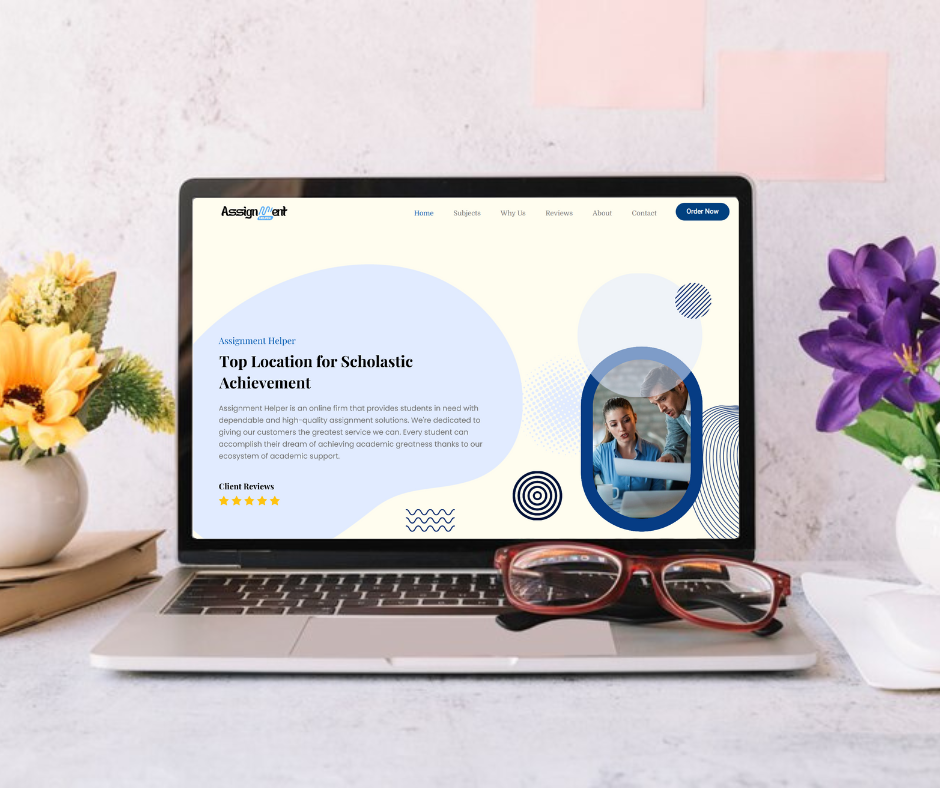 Assignment
Home Subjects Why Us Reviews About Contact Order Now
Assignment Helper
Top Location for Scholastic
Achievement
Assignment Helper is an online firm that provides students in need with
dependable and high-quality assignment solutions. We're dedicated to
giving our customers the greatest service we can. Every student can
accomplish their dream of achieving academic greatness thanks to our
ecosystem of academic support.
Client Reviews